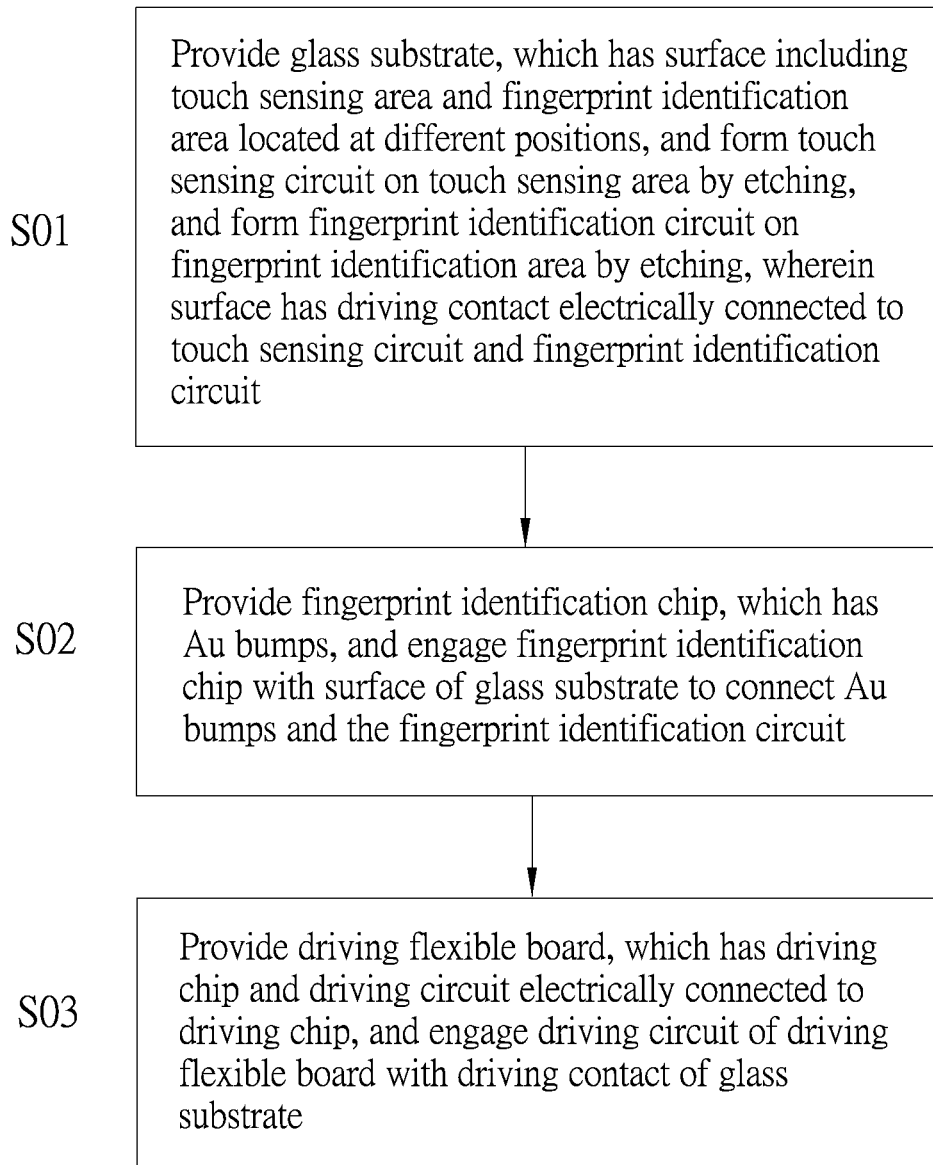 Provide glass substrate, which has surface including
touch sensing area and fingerprint identification
area located at different positions, and form touch
sensing circuit on touch sensing area by etching,
S01
and form fingerprint identification circuit on
fingerprint identification area by etching, wherein
surface has driving contact electrically connected to
touch sensing circuit and fingerprint identification
circuit
Provide fingerprint identification chip, which has
S02
Au bumps, and engage fingerprint identification
chip with surface of glass substrate to connect Au
bumps and the fingerprint identification circuit
Provide driving flexible board, which has driving
chip and driving circuit electrically connected to
S03
driving chip, and engage driving circuit of driving
flexible board with driving contact of glass
substrate